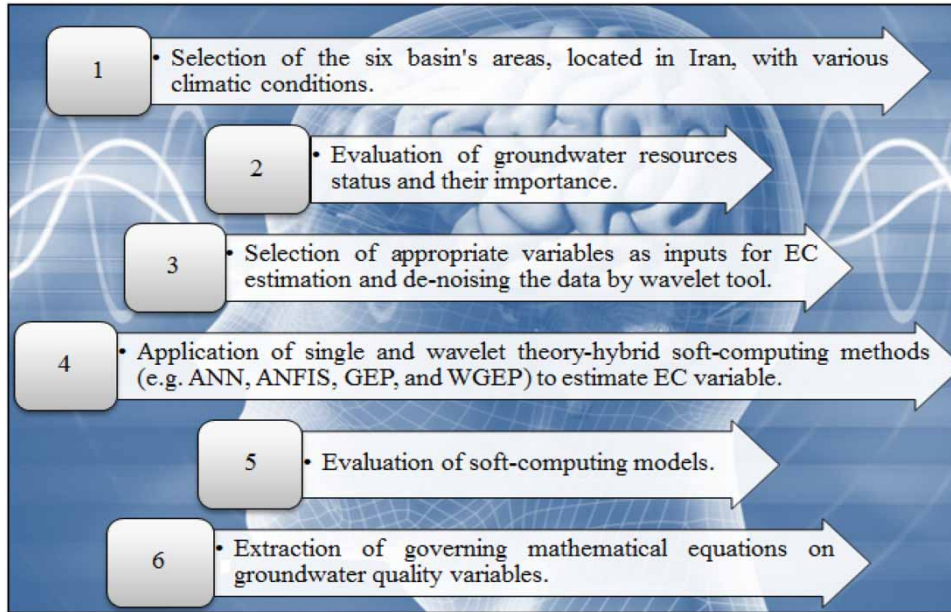 1
• Selection of the six basin's areas, located in Iran, with various
climatic conditions.
2
• Evaluation of groundwater resources
status and their importance.
3
• Selection of appropriate variables as inputs for EC
estimation and de-noising the data by wavelet tool.
4
• Application of single and wavelet theory-hybrid soft-computing methods
(e.g. ANN, ANFIS, GEP, and WGEP) to estimate EC variable.
5
• Evaluation of soft-computing models.
6
• Extraction of governing mathematical equations on
groundwater quality variables.